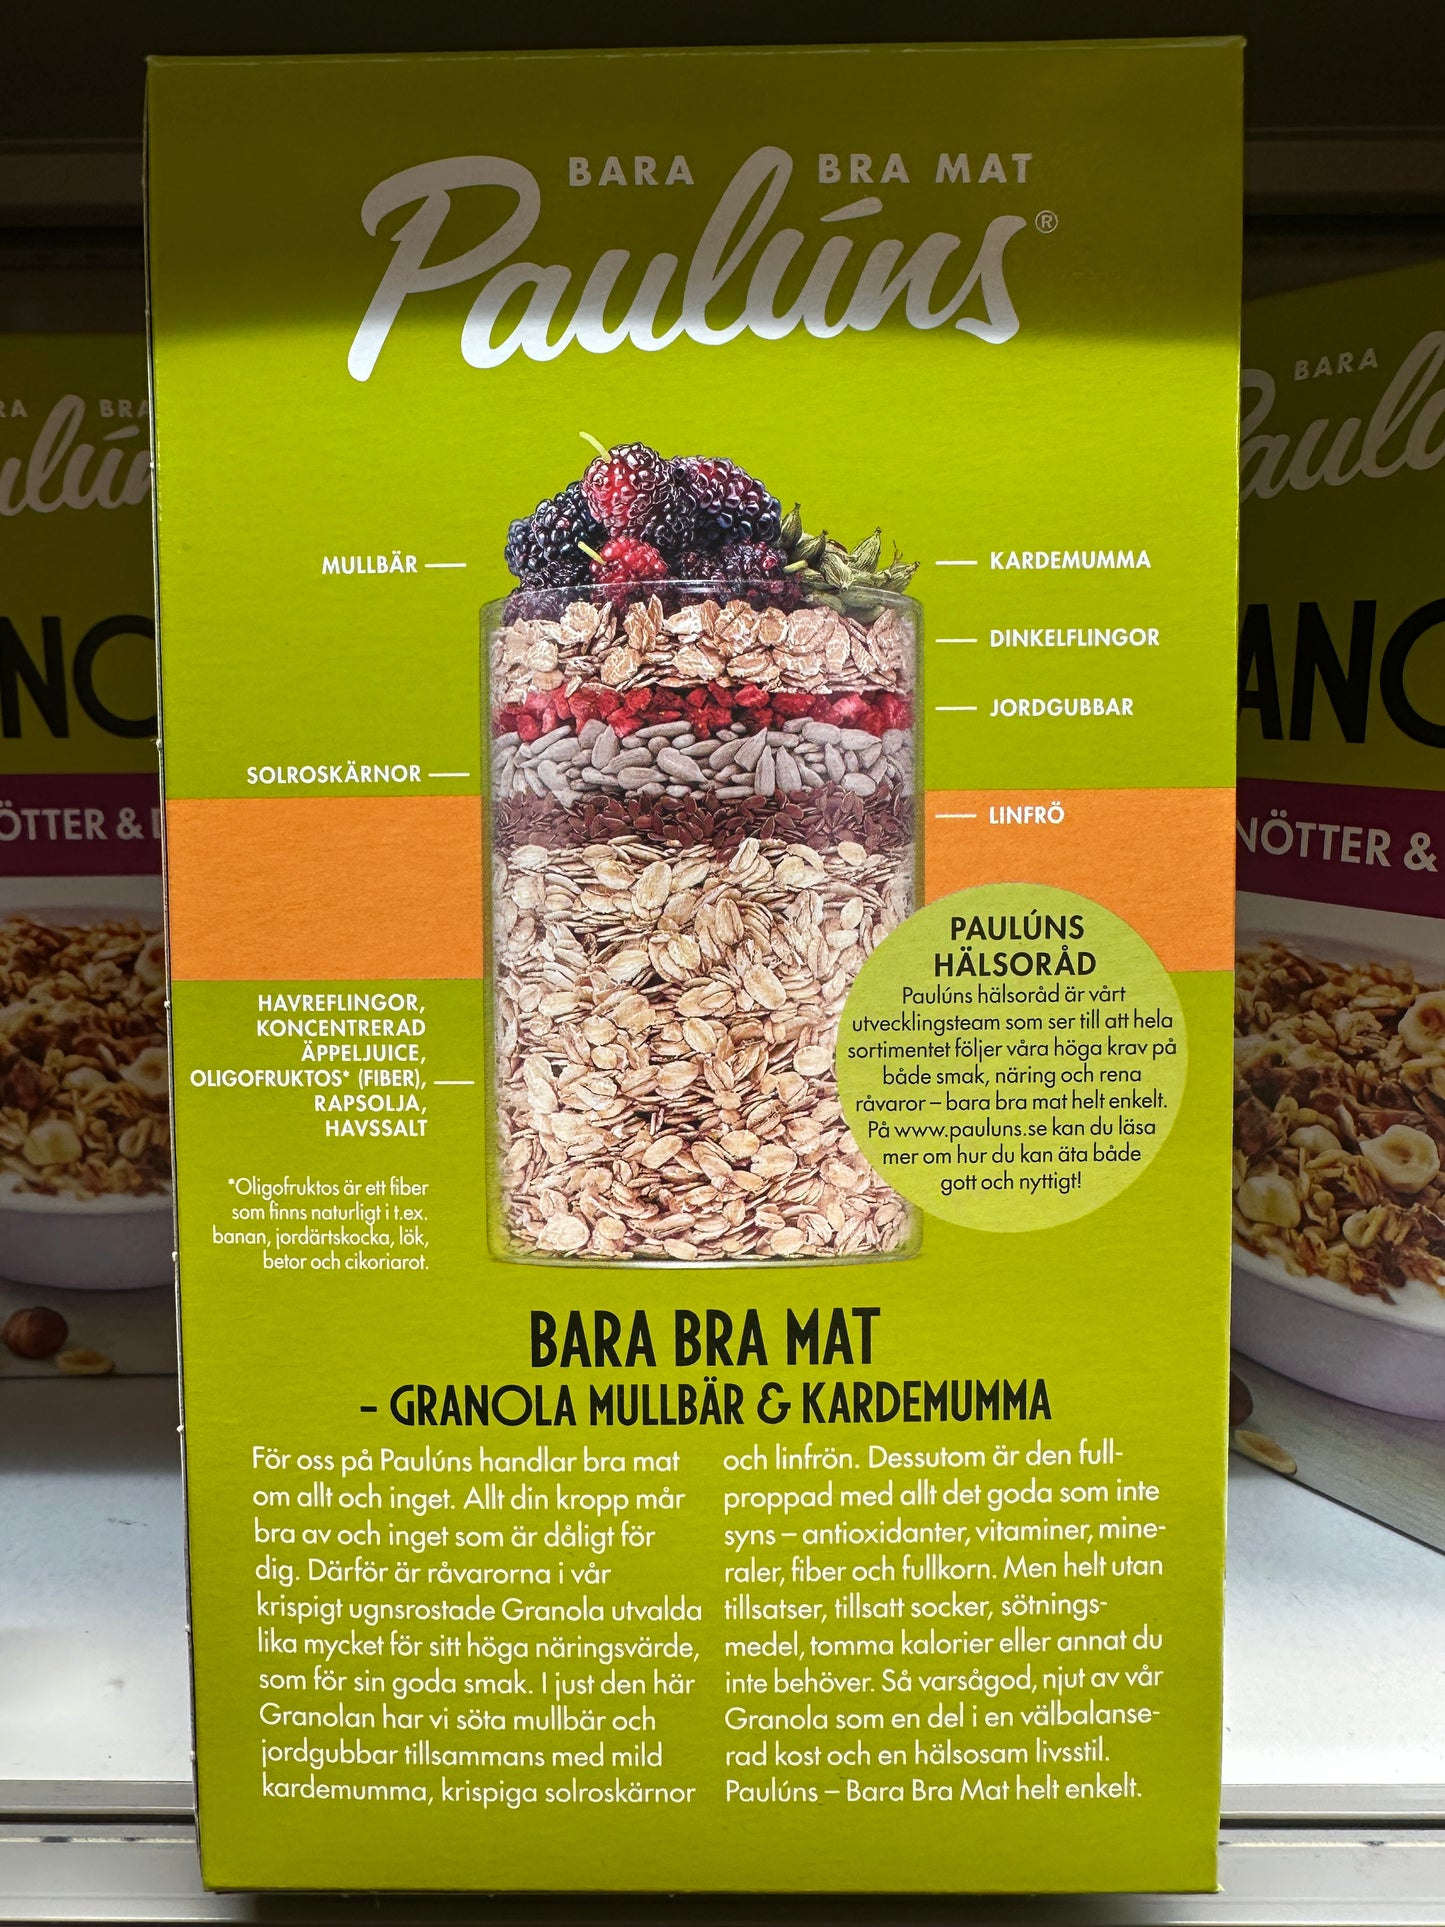 BARA BRA MAT
Paulúns®
MULLBÄR
KARDEMUMMA
DINKELFLINGOR
JORDGUBBAR
SOLROSKÄRNOR
LINFRÖ
HAVREFLINGOR,
KONCENTRERAD
ÄPPELJUICE,
OLIGOFRUKTOS* (FIBER),
RAPSOLJA,
HAVSSALT
*Oligofruktos är ett fiber
som finns naturligt i t.ex.
banan, jordärtskocka, lök,
betor och cikoriarot.
PAULÚNS
HÄLSORÅD
Paulúns hälsoråd är vårt
utvecklingsteam som ser till att hela
sortimentet följer våra höga krav på
både smak, näring och rena
råvaror – bara bra mat helt enkelt.
På www.pauluns.se kan du läsa
mer om hur du kan äta både
gott och nyttigt!
BARA BRA MAT
– GRANOLA MULLBÄR & KARDEMUMMA
För oss på Paulúns handlar bra mat
om allt och inget. Allt din kropp mår
bra av och inget som är dåligt för
dig. Därför är råvarorna i vår
krispigt ugnsrostade Granola utvalda
lika mycket för sitt höga näringsvärde,
som för sin goda smak. I just den här
Granolan har vi söta mullbär och
jordgubbar tillsammans med mild
kardemumma, krispiga solroskärnor
och linfrön. Dessutom är den full-
proppad med allt det goda som inte
syns – antioxidanter, vitaminer, mine-
raler, fiber och fullkorn. Men helt utan
tillsatser, tillsatt socker, sötnings-
medel, tomma kalorier eller annat du
inte behöver. Så varsågod, njut av vår
Granola som en del i en välbalanse-
rad kost och en hälsosam livsstil.
Paulúns – Bara Bra Mat helt enkelt.
BARA
NÖTTER &